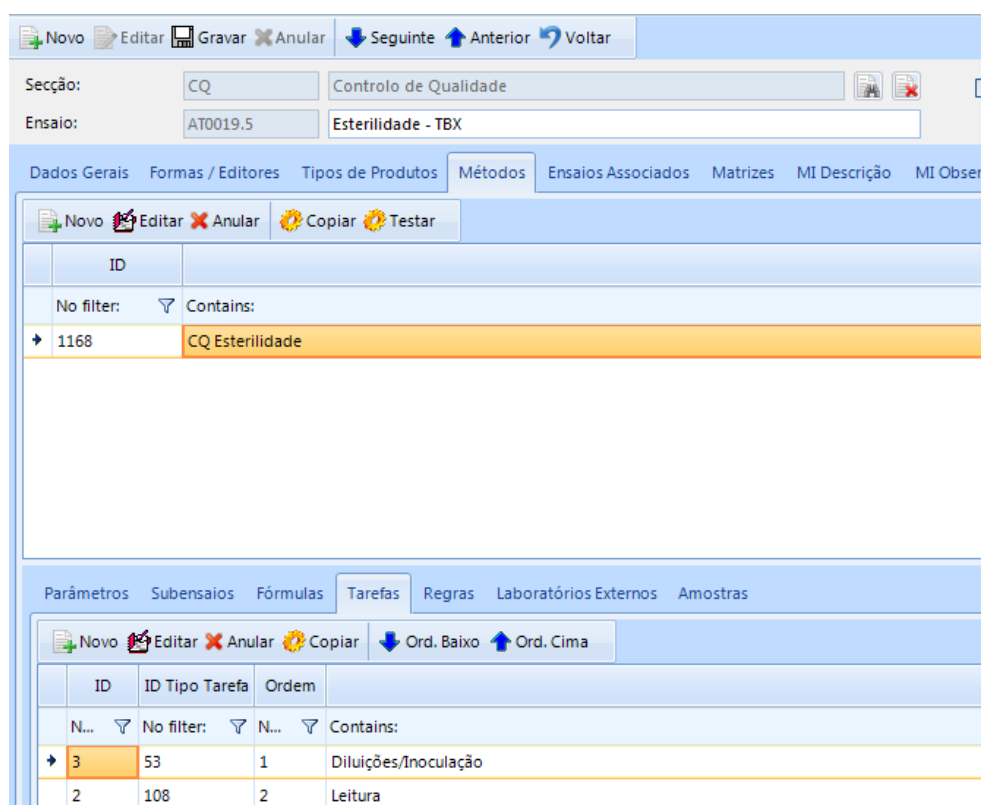 Novo Editar Gravar Anular Seguinte Anterior Voltar
Secção: CQ Controlo de Qualidade
Ensaio: AT0019.5 Esterilidade - TBX
Dados Gerais Formas / Editores Tipos de Produtos Métodos Ensaios Associados Matrizes MI Descrição MI Obser
Novo Editar Anular Copiar Testar
ID
No filter: Contains:
1168 CQ Esterilidade
Parâmetros Subensaios Fórmulas Tarefas Regras Laboratórios Externos Amostras
Novo Editar Anular Copiar Ord. Baixo Ord. Cima
ID ID Tipo Tarefa Ordem
N... No filter: N... Contains:
3 53 1 Diluições/Inoculação
2 108 2 Leitura